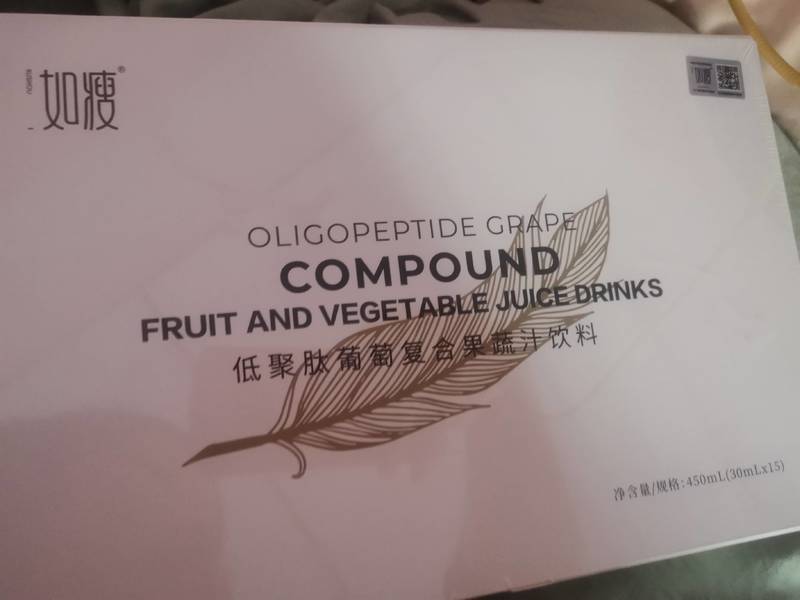 如瘦®
OLIGOPEPTIDE GRAPE
COMPOUND
FRUIT AND VEGETABLE JUICE DRINKS
低聚肽葡萄复合果蔬汁饮料
净含量/规格:450mL(30mLx15)